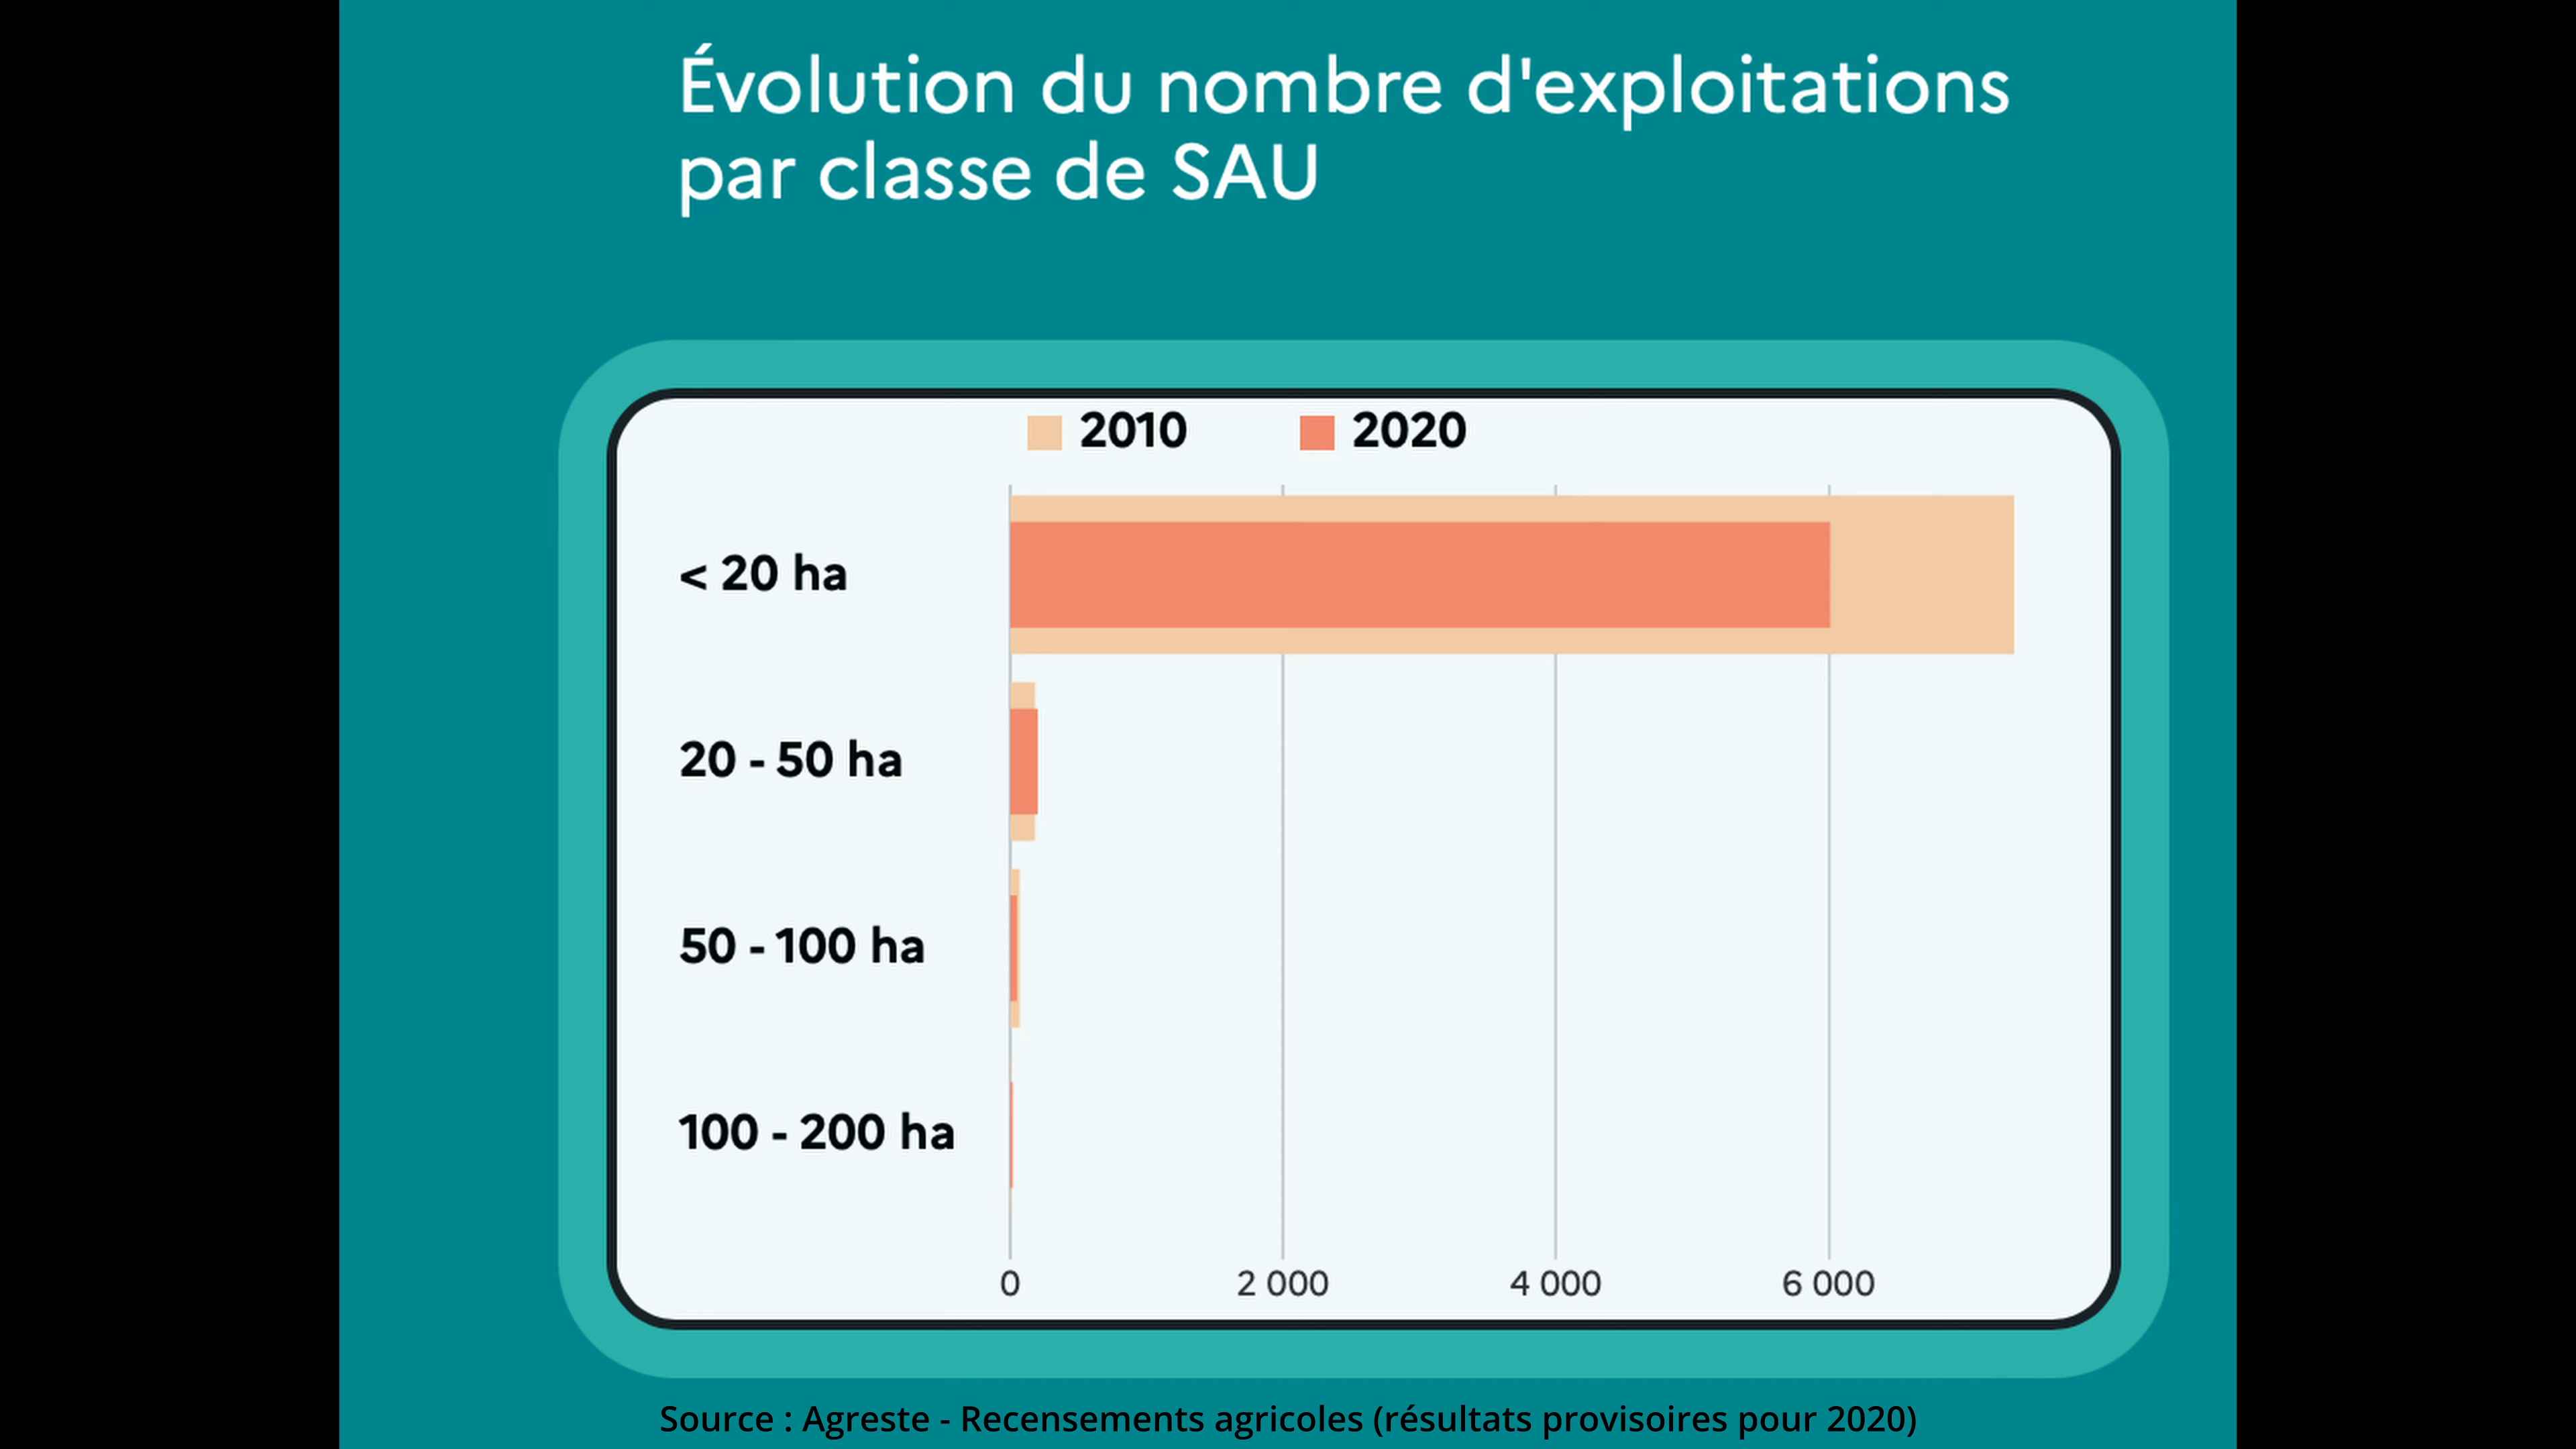 Évolution du nombre d'exploitations
par classe de SAU
2010 2020
< 20 ha
20 - 50 ha
50 - 100 ha
100 - 200 ha
0 2 000 4 000 6 000
Source : Agreste - Recensements agricoles (résultats provisoires pour 2020)